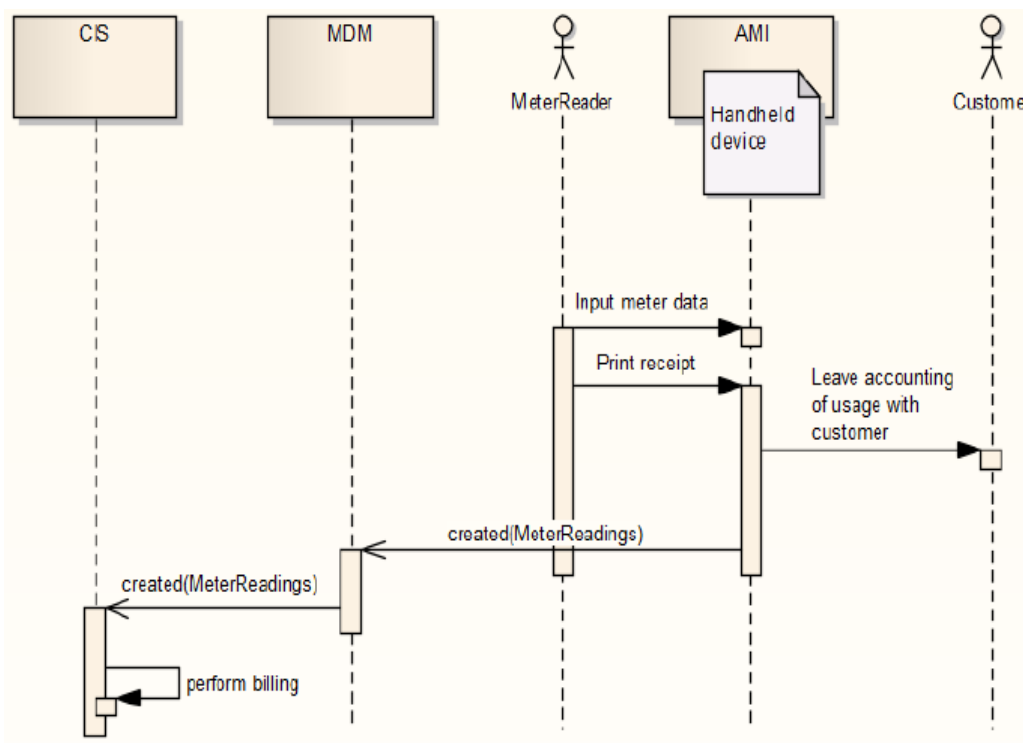 CIS
MDM
MeterReader
AMI
Handheld
device
Custome
Input meter data
Print receipt
Leave accounting
of usage with
customer
created(MeterReadings)
created(MeterReadings)
perform billing